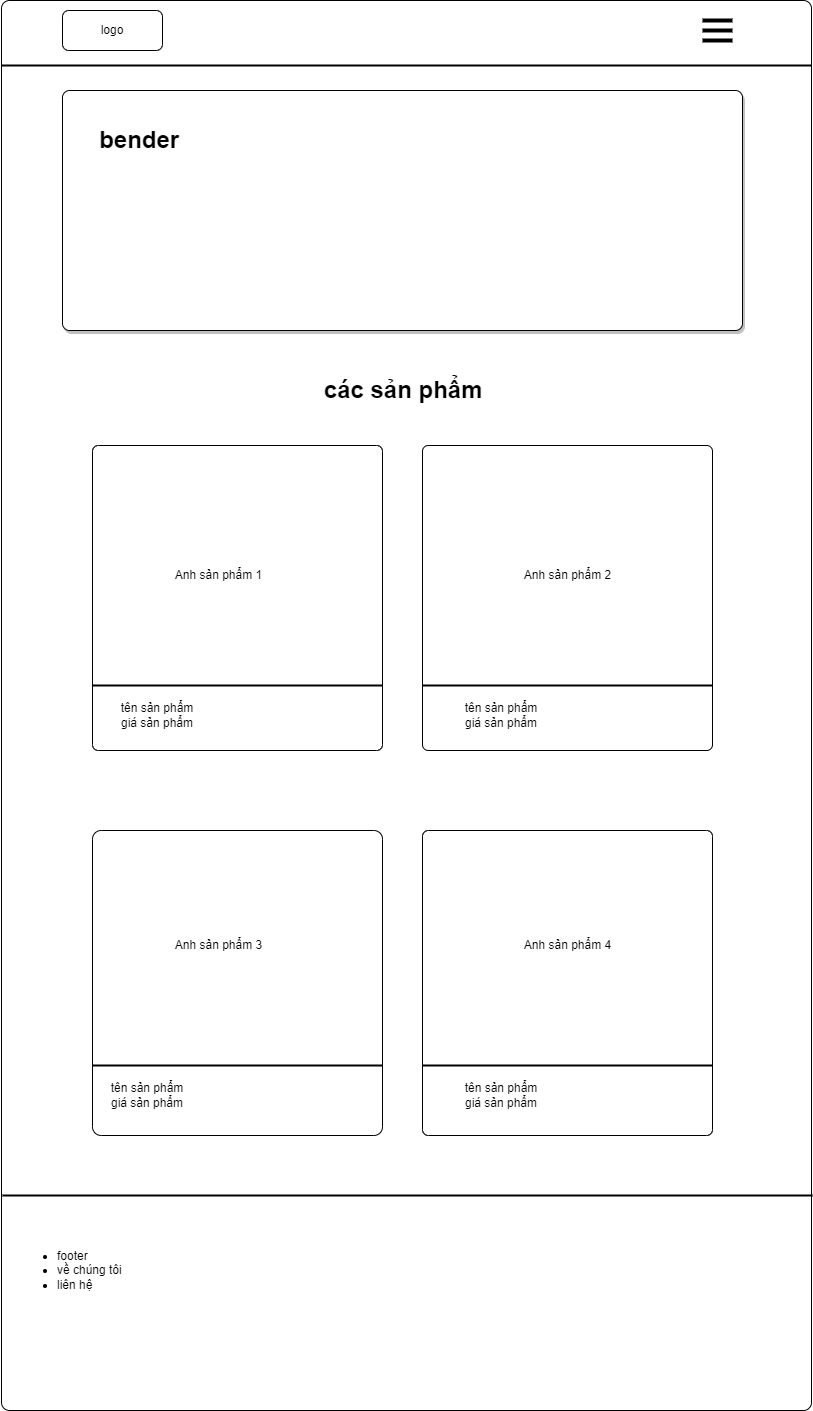 logo
bender
các sản phẩm
Anh sản phẩm 1
Anh sản phẩm 2
tên sản phẩm
giá sản phẩm
tên sản phẩm
giá sản phẩm
Anh sản phẩm 3
Anh sản phẩm 4
tên sản phẩm
giá sản phẩm
tên sản phẩm
giá sản phẩm
footer
về chúng tôi
liên hệ